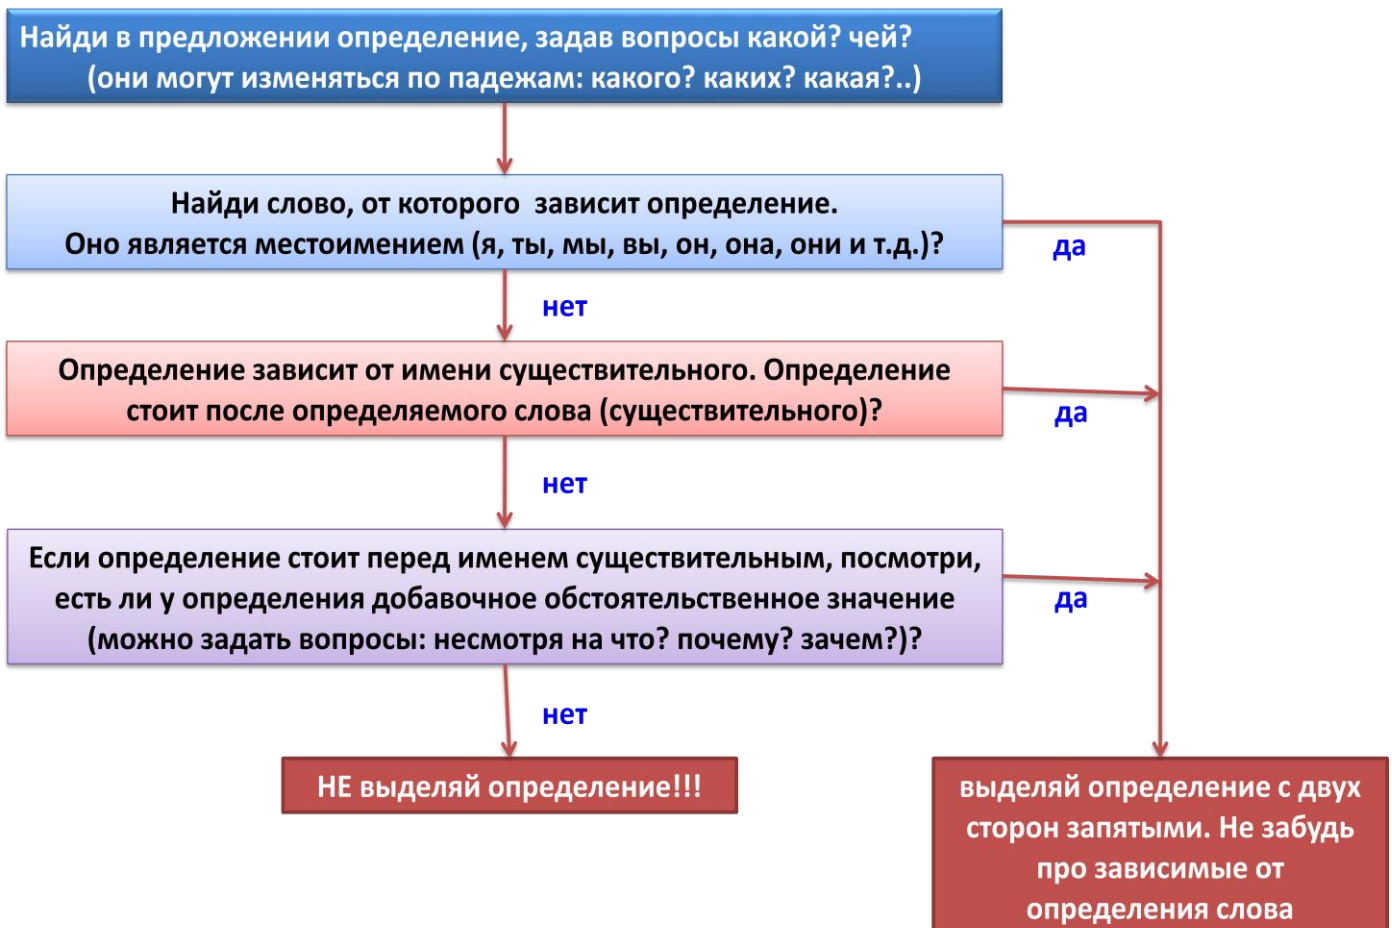 Найди в предложении определение, задав вопросы какой? чей?
(они могут изменяться по падежам: какого? каких? какая?..)
Найди слово, от которого зависит определение.
Оно является местоимением (я, ты, мы, вы, он, она, они и т.д.)?
да
нет
Определение зависит от имени существительного. Определение
стоит после определяемого слова (существительного)?
да
нет
Если определение стоит перед именем существительным, посмотри,
есть ли у определения добавочное обстоятельственное значение
(можно задать вопросы: несмотря на что? почему? зачем?)?
да
нет
НЕ выделяй определение!!!
выделяй определение с двух
сторон запятыми. Не забудь
про зависимые от
определения слова